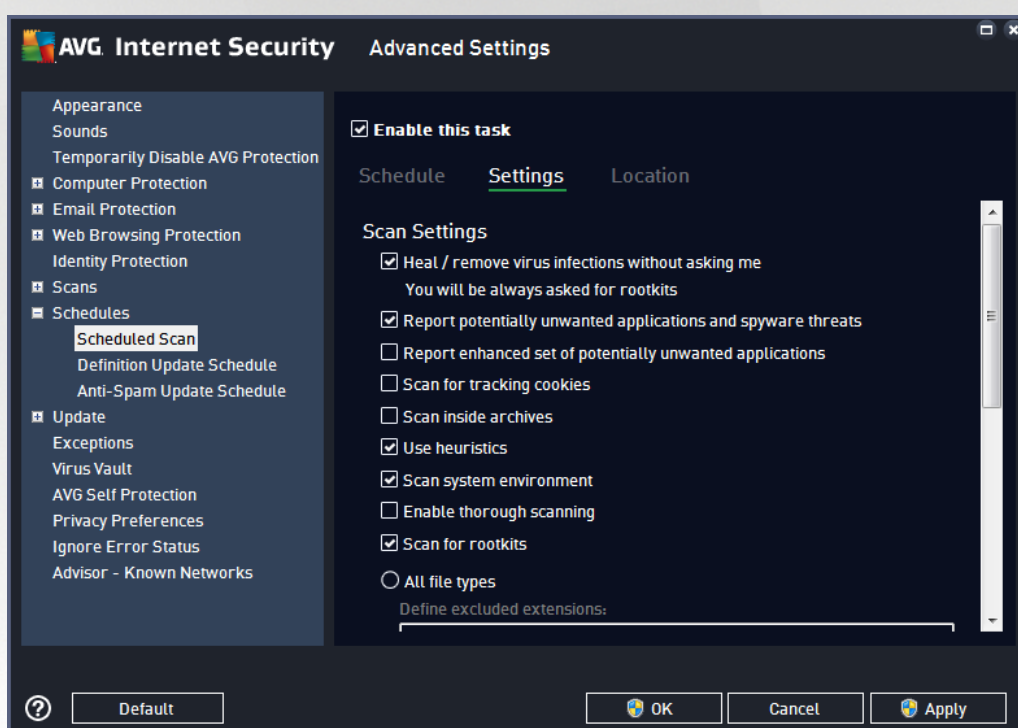 AVG. Internet Security Advanced Settings
Appearance
Sounds
Temporarily Disable AVG Protection
Computer Protection
Email Protection
Web Browsing Protection
Identity Protection
Scans
Schedules
Scheduled Scan
Definition Update Schedule
Anti-Spam Update Schedule
Update
Exceptions
Virus Vault
AVG Self Protection
Privacy Preferences
Ignore Error Status
Advisor - Known Networks
Enable this task
Schedule Settings Location
Scan Settings
Heal / remove virus infections without asking me
You will be always asked for rootkits
Report potentially unwanted applications and spyware threats
Report enhanced set of potentially unwanted applications
Scan for tracking cookies
Scan inside archives
Use heuristics
Scan system environment
Enable thorough scanning
Scan for rootkits
All file types
Define excluded extensions:
? Default OK Cancel Apply